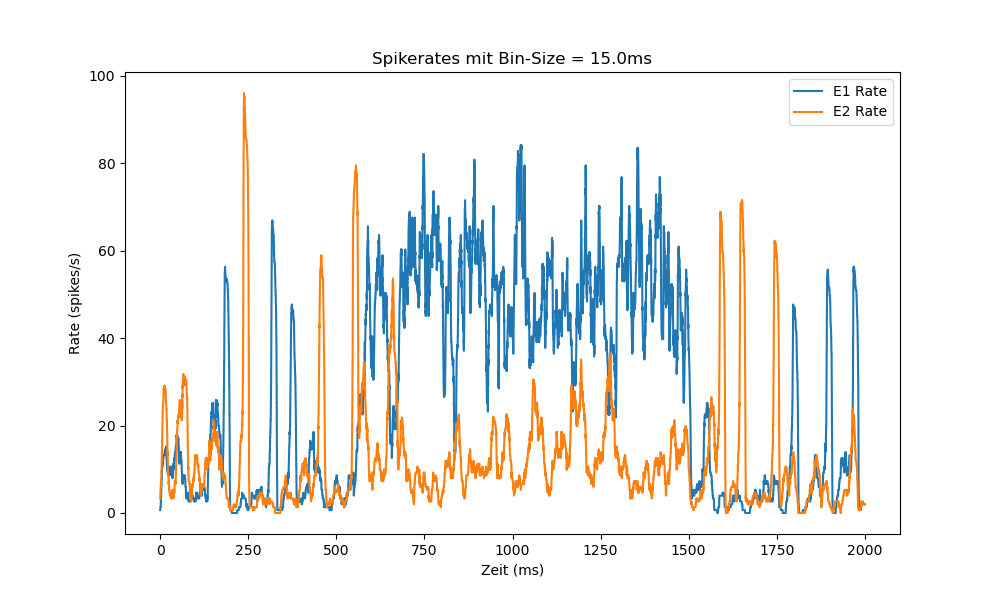 Spikerates mit Bin-Size = 15.0ms
E1 Rate
E2 Rate
100
80
60
40
20
0
Rate (spikes/s)
0 250 500 750 1000 1250 1500 1750 2000
Zeit (ms)